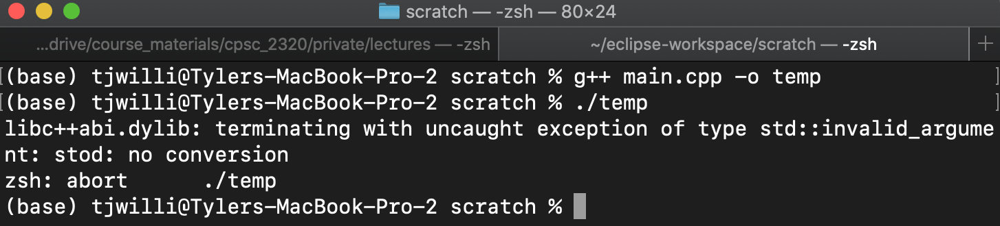 scratch — -zsh — 80×24
...drive/course_materials/cpsc_2320/private/lectures — -zsh
~/eclipse-workspace/scratch — -zsh
(base) tjwilli@Tylers-MacBook-Pro-2 scratch % g++ main.cpp -o temp
(base) tjwilli@Tylers-MacBook-Pro-2 scratch % ./temp
libc++abi.dylib: terminating with uncaught exception of type std::invalid_argume
nt: stod: no conversion
zsh: abort      ./temp
(base) tjwilli@Tylers-MacBook-Pro-2 scratch %